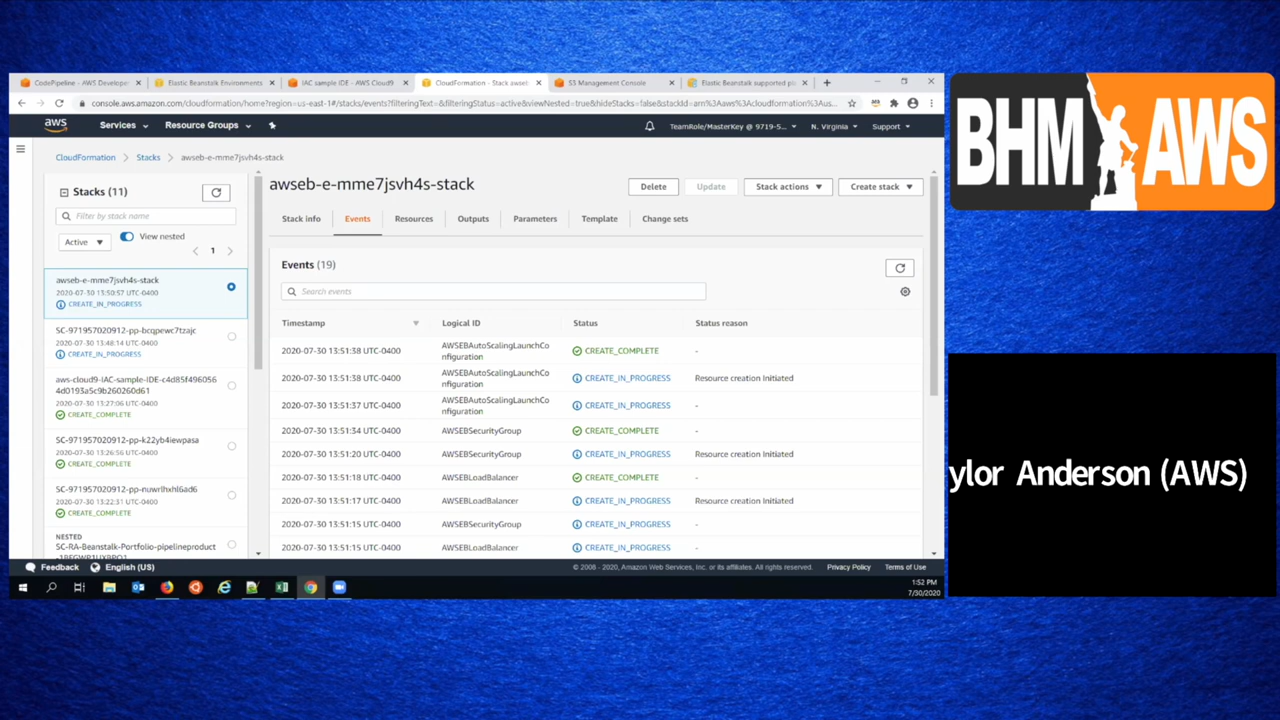 CodePipeline - AWS Develope
Elastic Beanstalk Environments
IAC sample IDE - AWS Cloud9
CloudFormation - Stack awseb
S3 Management Console
Elastic Beanstalk supported pl
console.aws.amazon.com/cloudformation/home?region=us-east-1#/stacks/events?filteringText=&filteringStatus=active&viewNested=true&hideStacks=false&stackId=arn%3Aaws%3Acloudformation%3Aus...
aws
Services
Resource Groups
TeamRole/MasterKey @ 9719-5...
N. Virginia
Support
CloudFormation
Stacks
awseb-e-mme7jsvh4s-stack
Stacks (11)
Filter by stack name
Active
View nested
1
awseb-e-mme7jsvh4s-stack
2020-07-30 13:50:57 UTC-0400
CREATE_IN_PROGRESS
SC-971957020912-pp-bcqpewc7tzajc
2020-07-30 13:48:14 UTC-0400
CREATE_IN_PROGRESS
aws-cloud9-IAC-sample-IDE-c4d85f496056
4d0193a5c9b260260d61
2020-07-30 13:27:06 UTC-0400
CREATE_COMPLETE
SC-971957020912-pp-k22yb4iewpasa
2020-07-30 13:26:56 UTC-0400
CREATE_COMPLETE
SC-971957020912-pp-nuwrlhxhl6ad6
2020-07-30 13:22:31 UTC-0400
CREATE_COMPLETE
NESTED
SC-RA-Beanstalk-Portfolio-pipelineproduct
awseb-e-mme7jsvh4s-stack
Delete
Update
Stack actions
Create stack
Stack info
Events
Resources
Outputs
Parameters
Template
Change sets
Events (19)
Search events
Timestamp
Logical ID
Status
Status reason
2020-07-30 13:51:38 UTC-0400
AWSEBAutoScalingLaunchCo
nfiguration
CREATE_COMPLETE
-
2020-07-30 13:51:38 UTC-0400
AWSEBAutoScalingLaunchCo
nfiguration
CREATE_IN_PROGRESS
Resource creation Initiated
2020-07-30 13:51:37 UTC-0400
AWSEBAutoScalingLaunchCo
nfiguration
CREATE_IN_PROGRESS
-
2020-07-30 13:51:34 UTC-0400
AWSEBSecurityGroup
CREATE_COMPLETE
-
2020-07-30 13:51:20 UTC-0400
AWSEBSecurityGroup
CREATE_IN_PROGRESS
Resource creation Initiated
2020-07-30 13:51:18 UTC-0400
AWSEBLoadBalancer
CREATE_COMPLETE
-
2020-07-30 13:51:17 UTC-0400
AWSEBLoadBalancer
CREATE_IN_PROGRESS
Resource creation Initiated
2020-07-30 13:51:15 UTC-0400
AWSEBSecurityGroup
CREATE_IN_PROGRESS
-
2020-07-30 13:51:15 UTC-0400
AWSEBLoadBalancer
CREATE_IN_PROGRESS
-
Feedback
English (US)
© 2008 - 2020, Amazon Web Services, Inc. or its affiliates. All rights reserved.
Privacy Policy
Terms of Use
1:52 PM
7/30/2020
BHM AWS
ylor Anderson (AWS)